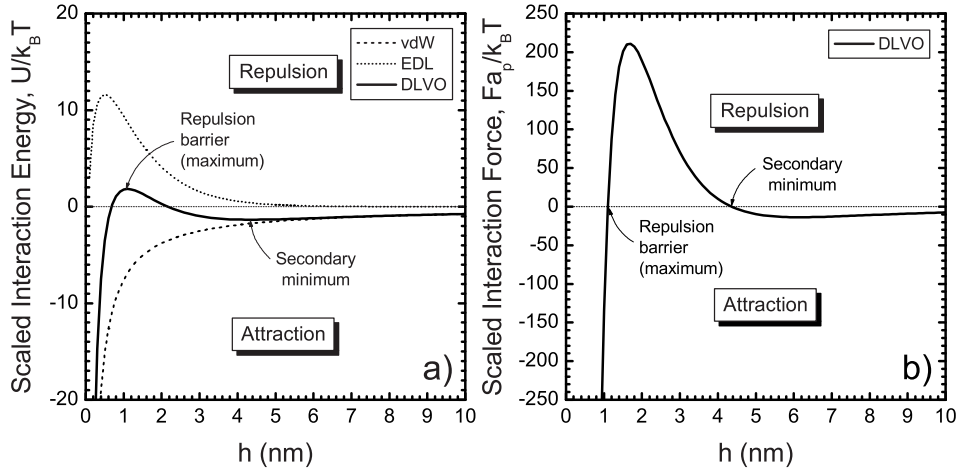 Scaled Interaction Energy, U/k_BT
20
10
0
-10
-20
0 1 2 3 4 5 6 7 8 9 10
h (nm)
vdW
EDL
DLVO
Repulsion
Repulsion
barrier
(maximum)
Secondary
minimum
Attraction
a)
Scaled Interaction Force, Fa_p/k_BT
250
200
150
100
50
0
-50
-100
-150
-200
-250
0 1 2 3 4 5 6 7 8 9 10
h (nm)
DLVO
Repulsion
Secondary
minimum
Repulsion
barrier
(maximum)
Attraction
b)